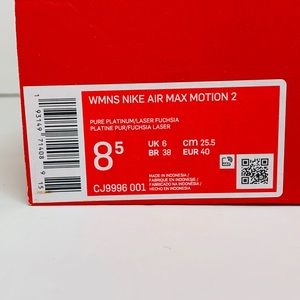 WMNS NIKE AIR MAX MOTION 2
PURE PLATINUM/LASER FUCHSIA
PLATINE PUR/FUCHSIA LASER
8 5
UK 6 cm 25.5
BR 38 EUR 40
CJ9996 001
MADE IN INDONESIA /
FABRIQUE EN INDONESIE /
FABRICADO NA INDONÉSIA /
HECHO EN INDONESIA